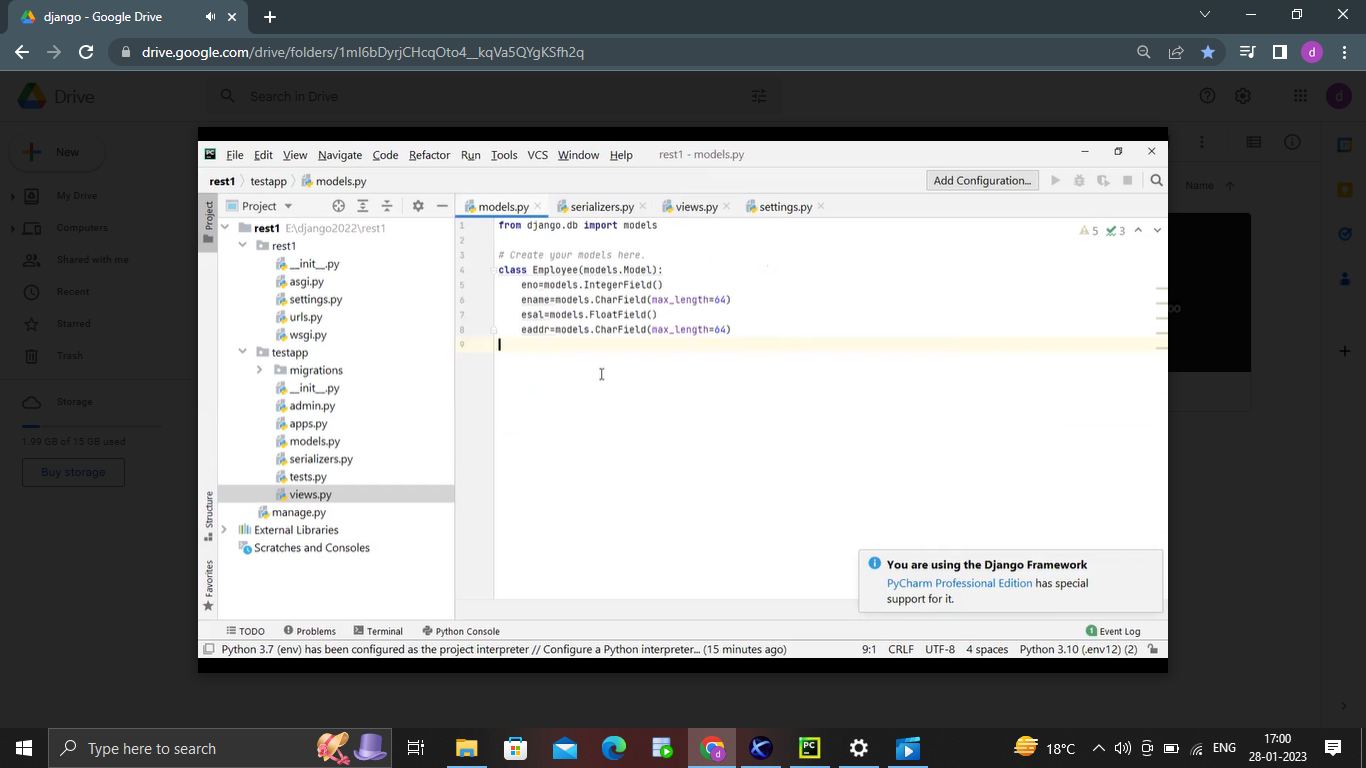 django - Google Drive
drive.google.com/drive/folders/1ml6bDyrjCHcqOto4__kqVa5QYgKSfh2q
d
Drive
Search in Drive
d
New
My Drive
Computers
Shared with me
Recent
Starred
Trash
Storage
1.99 GB of 15 GB used
Buy storage
Name
File Edit View Navigate Code Refactor Run Tools VCS Window Help rest1 - models.py
rest1 testapp models.py
Add Configuration...
Project
Project
models.py serializers.py views.py settings.py
rest1 E:\django2022\rest1
rest1
__init__.py
asgi.py
settings.py
urls.py
wsgi.py
testapp
migrations
__init__.py
admin.py
apps.py
models.py
serializers.py
tests.py
views.py
manage.py
External Libraries
Scratches and Consoles
Structure
Favorites
1 from django.db import models
2
3 # Create your models here.
4 class Employee(models.Model):
5 eno=models.IntegerField()
6 ename=models.CharField(max_length=64)
7 esal=models.FloatField()
8 eaddr=models.CharField(max_length=64)
9
5 3
You are using the Django Framework
PyCharm Professional Edition has special
support for it.
TODO Problems Terminal Python Console
1 Event Log
Python 3.7 (env) has been configured as the project interpreter // Configure a Python interpreter... (15 minutes ago)
9:1 CRLF UTF-8 4 spaces Python 3.10 (.env12) (2)
Type here to search
PC
18°C
ENG
17:00
28-01-2023